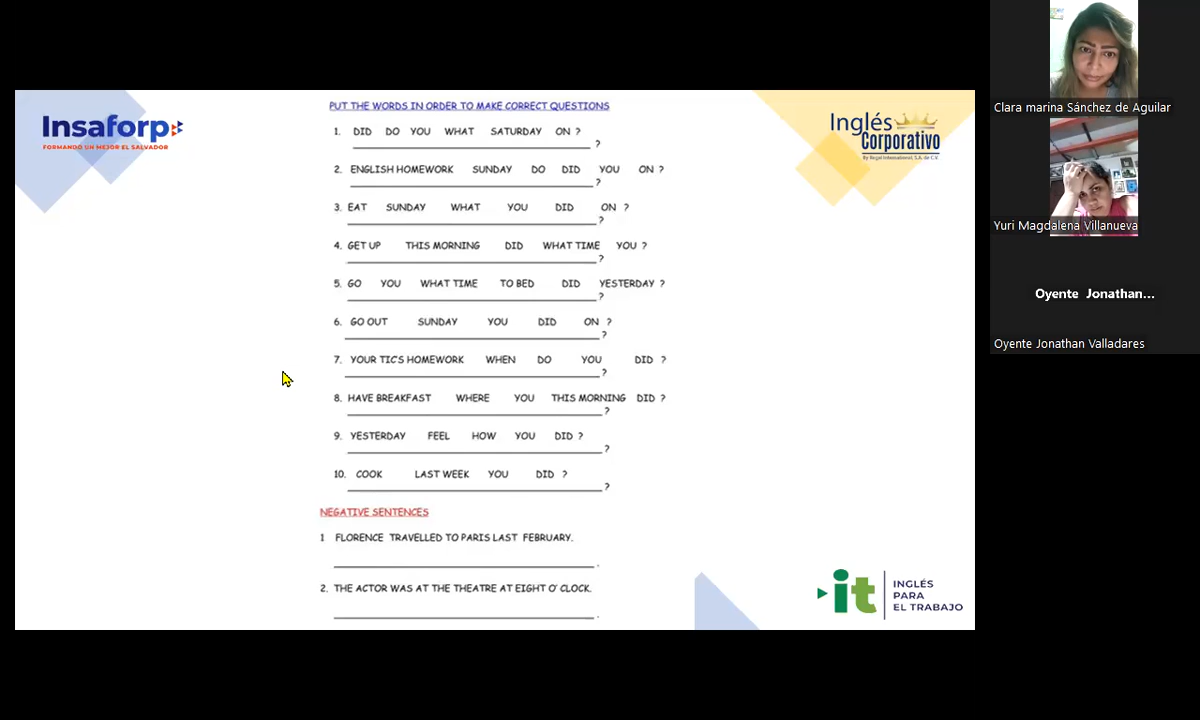 Insaforp
FORMANDO UN MEJOR EL SALVADOR
PUT THE WORDS IN ORDER TO MAKE CORRECT QUESTIONS
1. DID DO YOU WHAT SATURDAY ON ?
?
2. ENGLISH HOMEWORK SUNDAY DO DID YOU ON ?
?
3. EAT SUNDAY WHAT YOU DID ON ?
?
4. GET UP THIS MORNING DID WHAT TIME YOU ?
?
5. GO YOU WHAT TIME TO BED DID YESTERDAY ?
?
6. GO OUT SUNDAY YOU DID ON ?
?
7. YOUR TIC'S HOMEWORK WHEN DO YOU DID ?
?
8. HAVE BREAKFAST WHERE YOU THIS MORNING DID ?
?
9. YESTERDAY FEEL HOW YOU DID ?
?
10. COOK LAST WEEK YOU DID ?
?
NEGATIVE SENTENCES
1 FLORENCE TRAVELLED TO PARIS LAST FEBRUARY.
.
2. THE ACTOR WAS AT THE THEATRE AT EIGHT O' CLOCK.
.
Inglés
Corporativo
By Regal International, S.A. de C.V.
it
INGLÉS
PARA
EL TRABAJO
Clara marina Sánchez de Aguilar
Yuri Magdalena Villanueva
Oyente Jonathan...
Oyente Jonathan Valladares